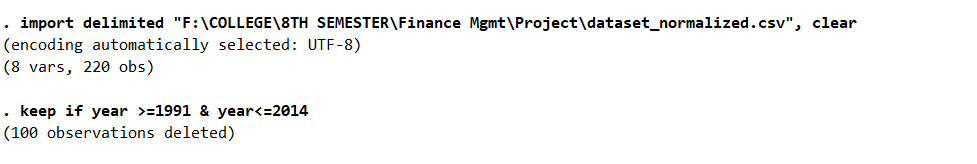 . import delimited "F:\COLLEGE\8TH SEMESTER\Finance Mgmt\Project\dataset_normalized.csv", clear
(encoding automatically selected: UTF-8)
(8 vars, 220 obs)
. keep if year >=1991 & year<=2014
(100 observations deleted)